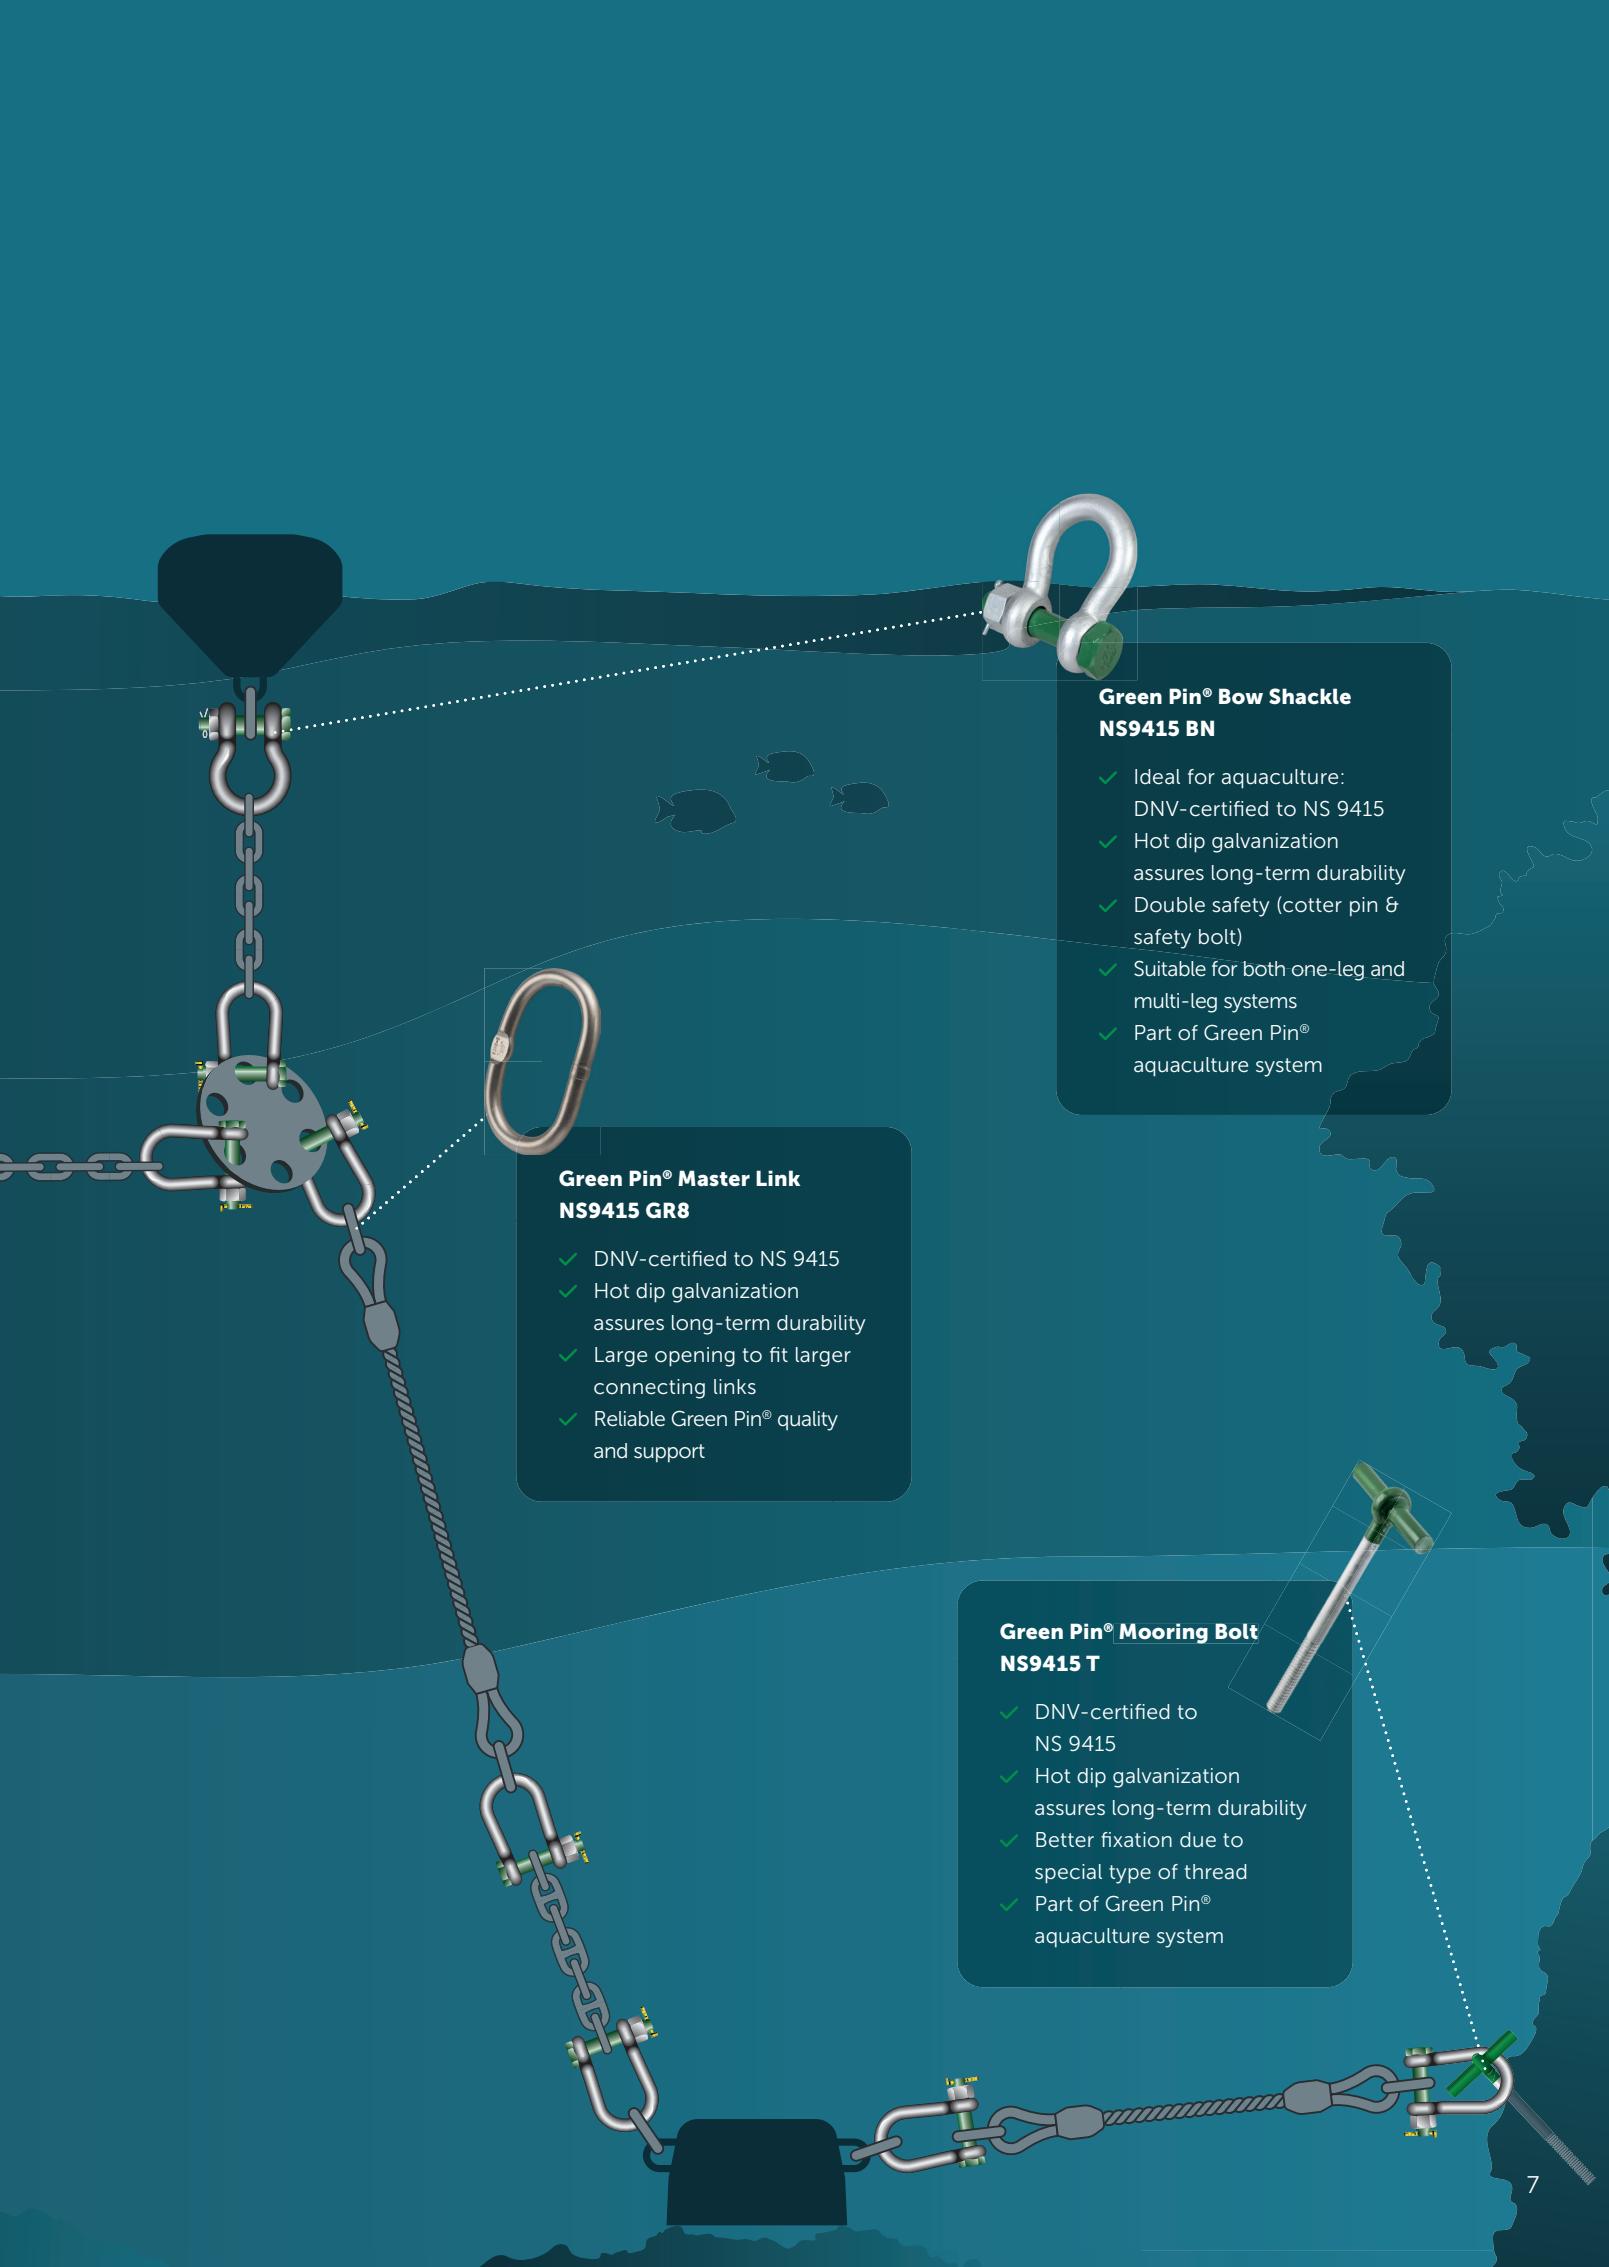 Green Pin® Bow Shackle
NS9415 BN
Ideal for aquaculture:
DNV-certified to NS 9415
Hot dip galvanization
assures long-term durability
Double safety (cotter pin &
safety bolt)
Suitable for both one-leg and
multi-leg systems
Part of Green Pin®
aquaculture system
Green Pin® Master Link
NS9415 GR8
DNV-certified to NS 9415
Hot dip galvanization
assures long-term durability
Large opening to fit larger
connecting links
Reliable Green Pin® quality
and support
Green Pin® Mooring Bolt
NS9415 T
DNV-certified to
NS 9415
Hot dip galvanization
assures long-term durability
Better fixation due to
special type of thread
Part of Green Pin®
aquaculture system
7